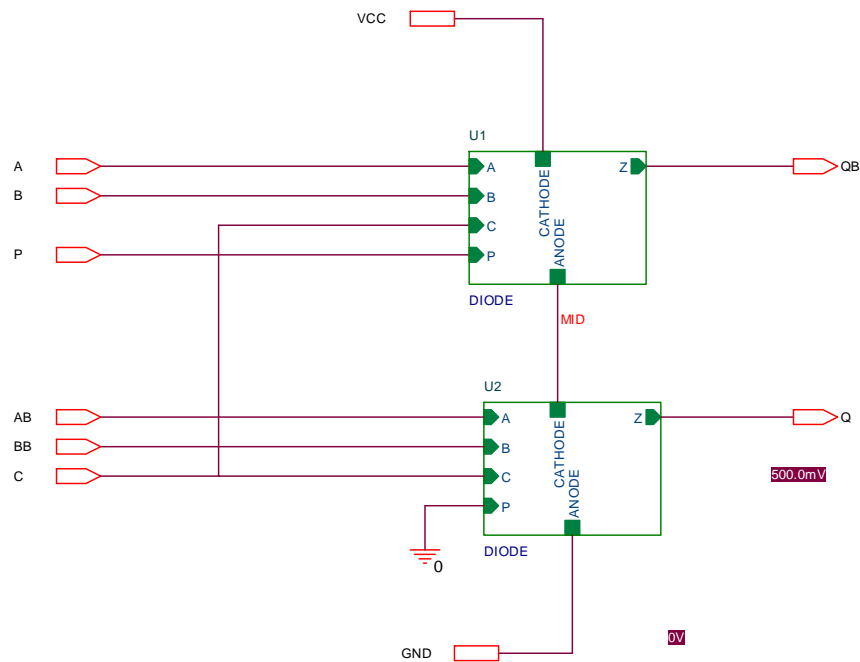 VCC
U1
A
A
CATHODE
Z
QB
B
B
C
ANODE
P
P
DIODE
MID
U2
AB
A
CATHODE
Z
Q
BB
B
C
C
500.0mV
ANODE
P
DIODE
0
0V
GND